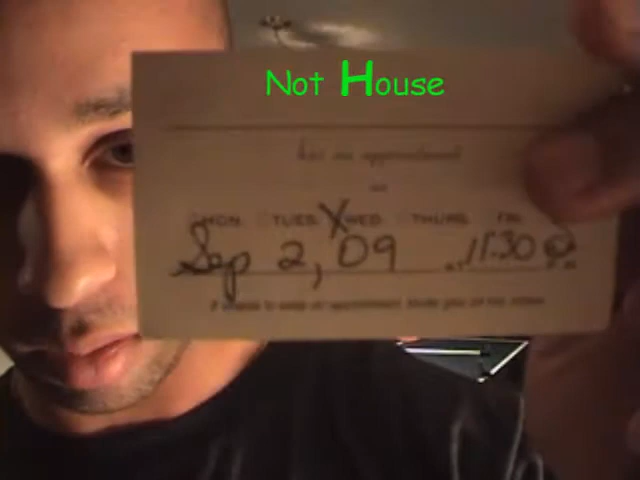 Not House
has an appointment
on
MON. TUES. X WED. THURS. FRI.
Sep 2, 09 11:30